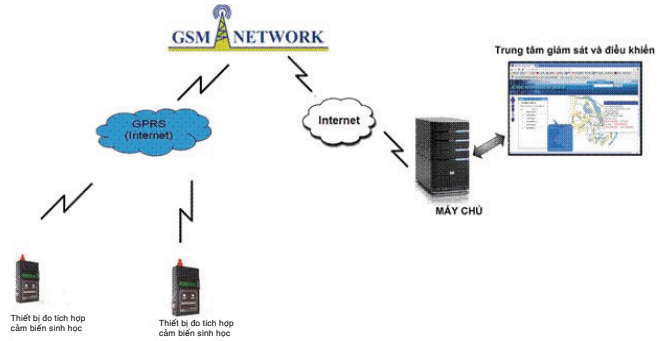 GSM NETWORK
Trung tâm giám sát và điều khiển
GPRS
(Internet)
Internet
MÁY CHỦ
Thiết bị đo tích hợp
cảm biến sinh học
Thiết bị đo tích hợp
cảm biến sinh học